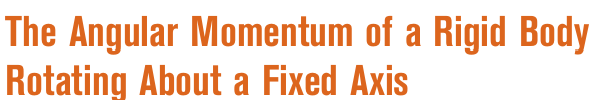 The Angular Momentum of a Rigid Body
Rotating About a Fixed Axis